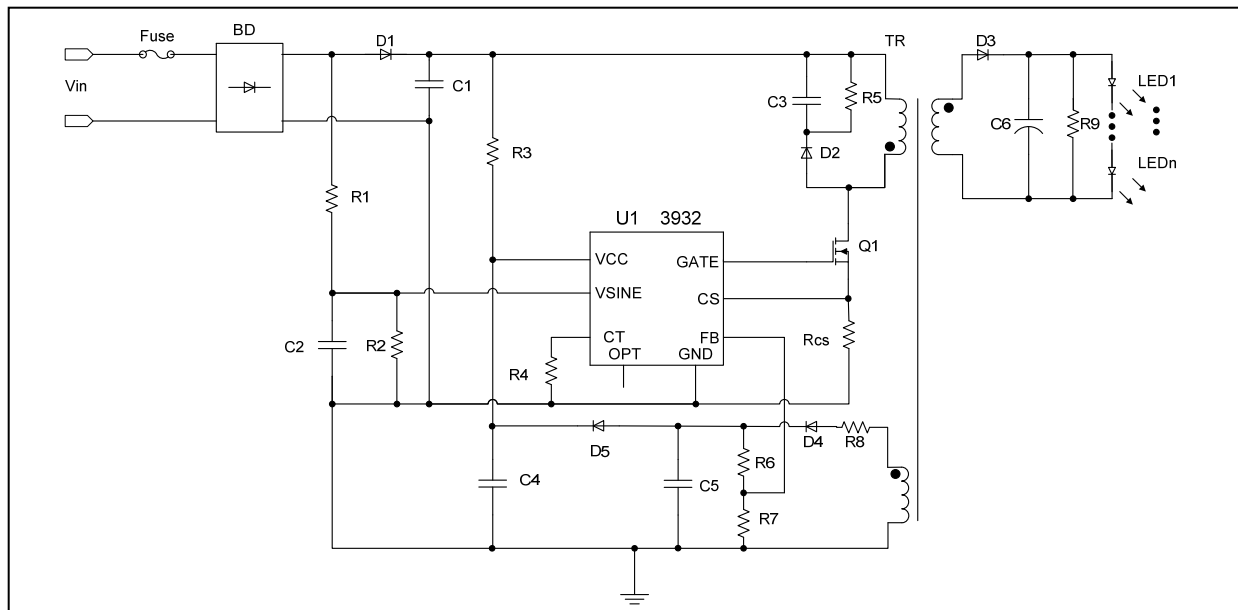 Fuse
BD
D1
TR
D3
Vin
C1
C3
R5
C6
R9
LED1
R3
D2
LEDn
R1
U1 3932
Q1
VCC
GATE
VSINE
CS
C2
R2
CT
FB
Rcs
R4
OPT
GND
D5
D4
R8
C4
C5
R6
R7